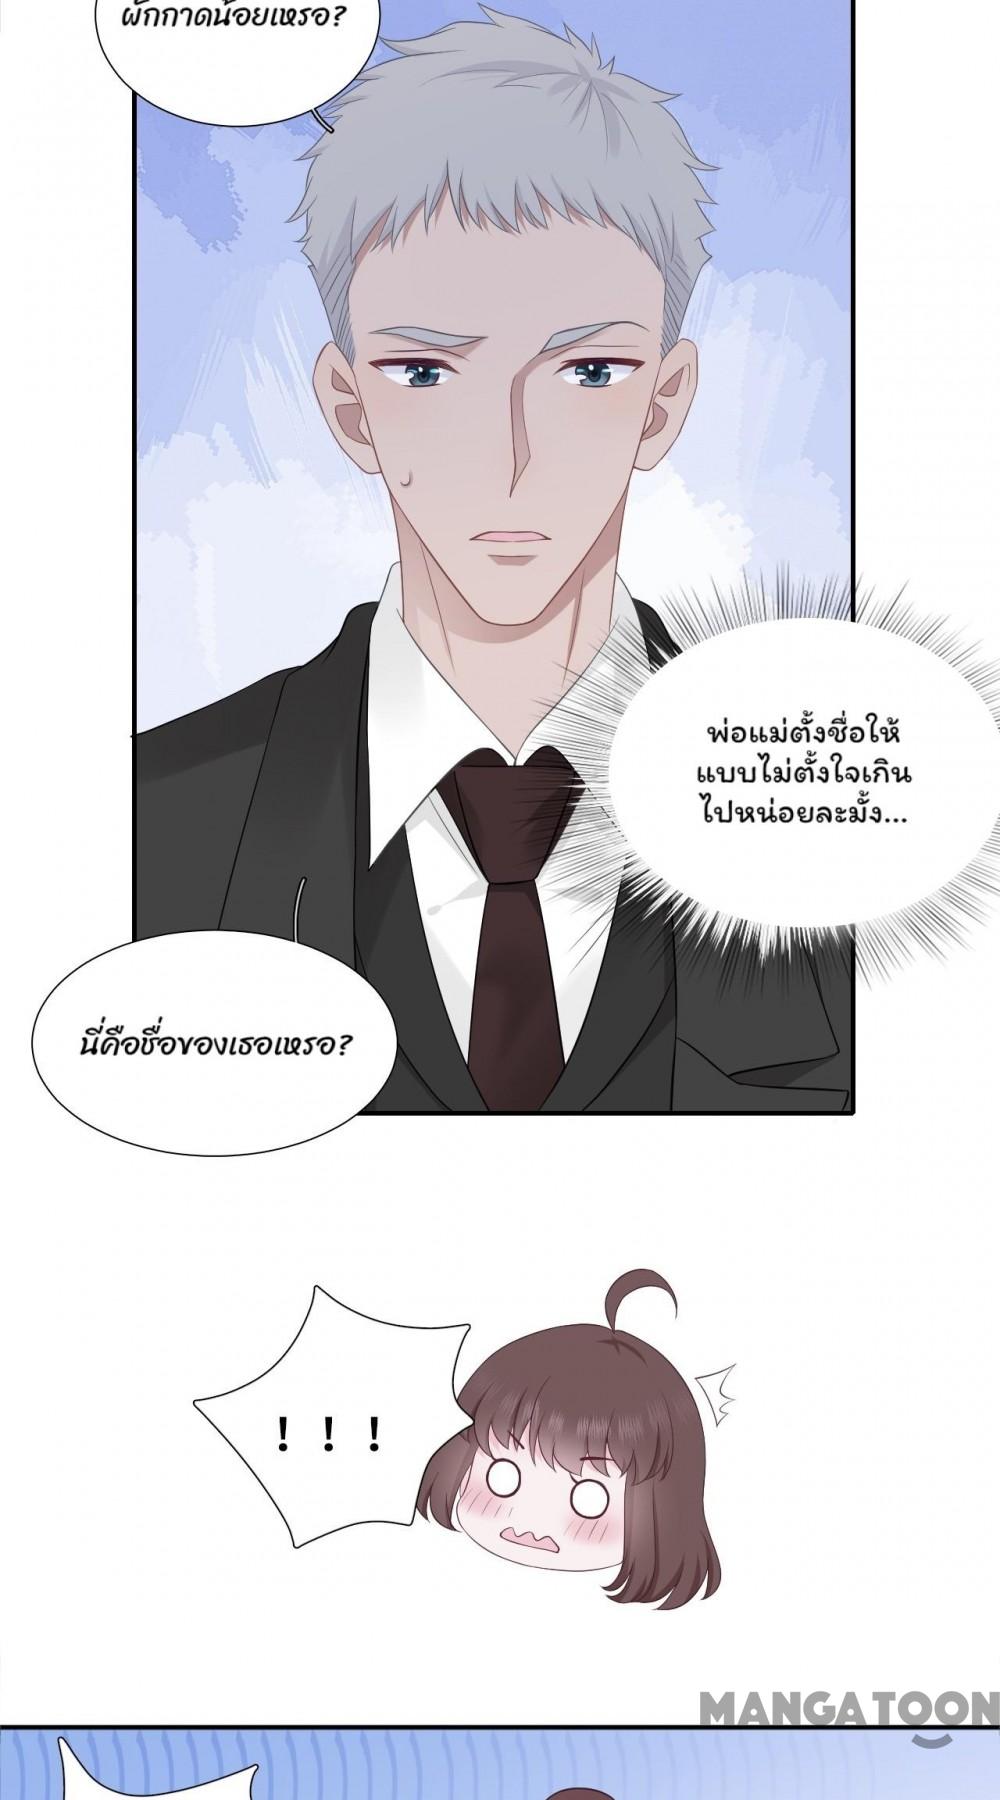 ผักกาดน้อยเหรอ?
พ่อแม่ตั้งชื่อให้
แบบไม่ตั้งใจเกิน
ไปหน่อยละมั้ง...
นี่คือชื่อของเธอเหรอ?
! ! !
MANGATOON